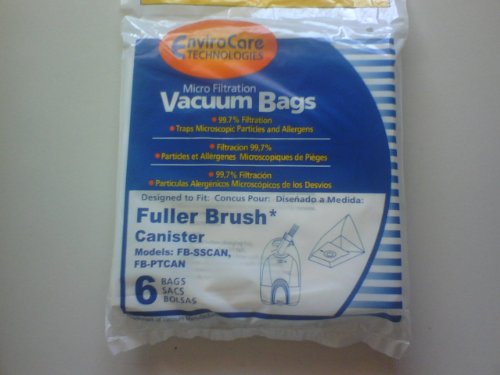 EnviroCare
TECHNOLOGIES
Micro Filtration
Vacuum Bags
• 99.7% Filtration
• Traps Microscopic Particles and Allergens
• Filtracion 99,7%
• Particles et Allergenes Microscopiques de Pièges
• 99,7% Filtración
• Particulas Alergenicos Microscopicos de los Desvios
Designed to Fit: Concus Pour: Diseñado a Medida:
Fuller Brush*
Canister
Models: FB-SSCAN,
FB-PTCAN
6 BAGS
SACS
BOLSAS